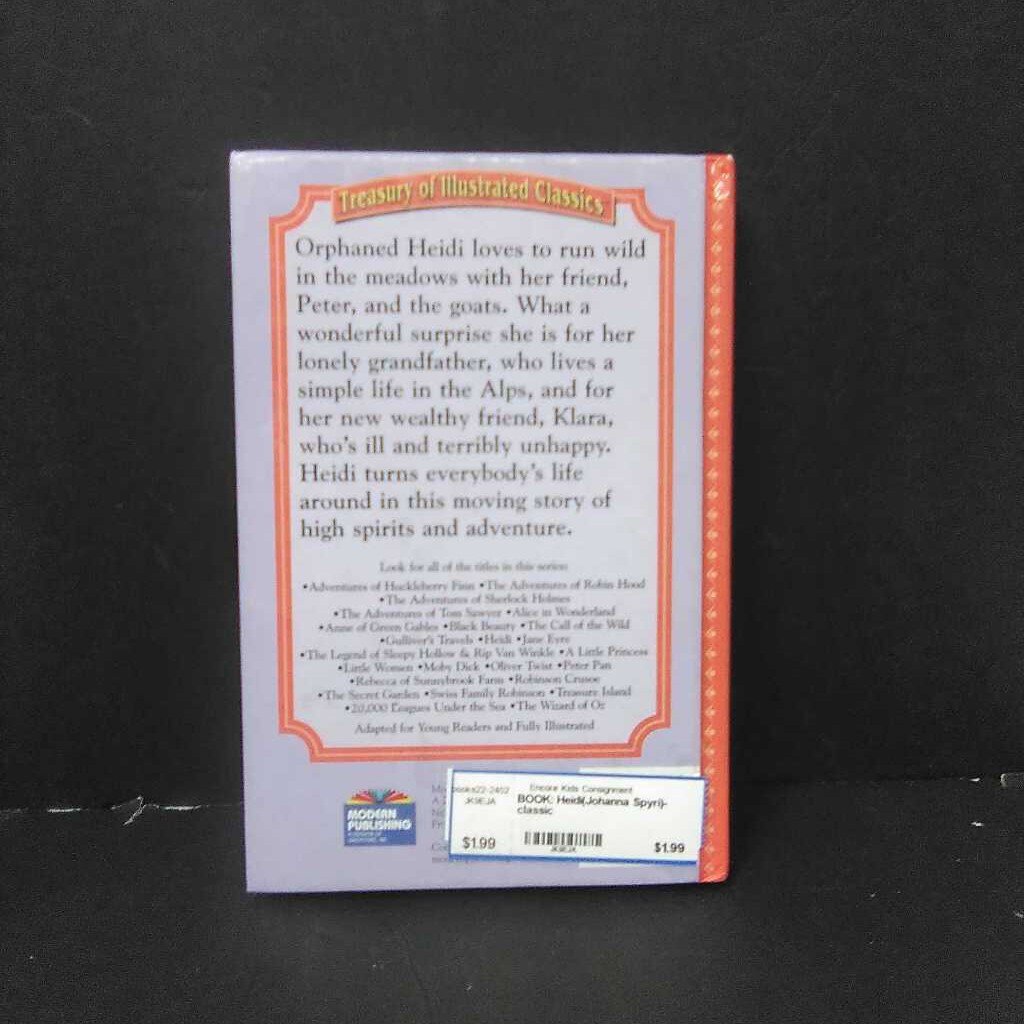 Treasury of Illustrated Classics
Orphaned Heidi loves to run wild
in the meadows with her friend,
Peter, and the goats. What a
wonderful surprise she is for her
lonely grandfather, who lives a
simple life in the Alps, and for
her new wealthy friend, Klara,
who's ill and terribly unhappy.
Heidi turns everybody's life
around in this moving story of
high spirits and adventure.
Look for all of the titles in this series:
•Adventures of Huckleberry Finn •The Adventures of Robin Hood
•The Adventures of Sherlock Holmes
•The Adventures of Tom Sawyer •Alice in Wonderland
•Anne of Green Gables •Black Beauty •The Call of the Wild
•Gulliver's Travels •Heidi •Jane Eyre
•The Legend of Sleepy Hollow & Rip Van Winkle •A Little Princess
•Little Women •Moby Dick •Oliver Twist •Peter Pan
•Rebecca of Sunnybrook Farm •Robinson Crusoe
•The Secret Garden •Swiss Family Robinson •Treasure Island
•20,000 Leagues Under the Sea •The Wizard of Oz
Adapted for Young Readers and Fully Illustrated
MODERN
PUBLISHING
books22-2402
JK9EJA
$1.99
Encore Kids Consignment
BOOK: Heidi(Johanna Spyri)-
classic
JK9EJA
$1.99